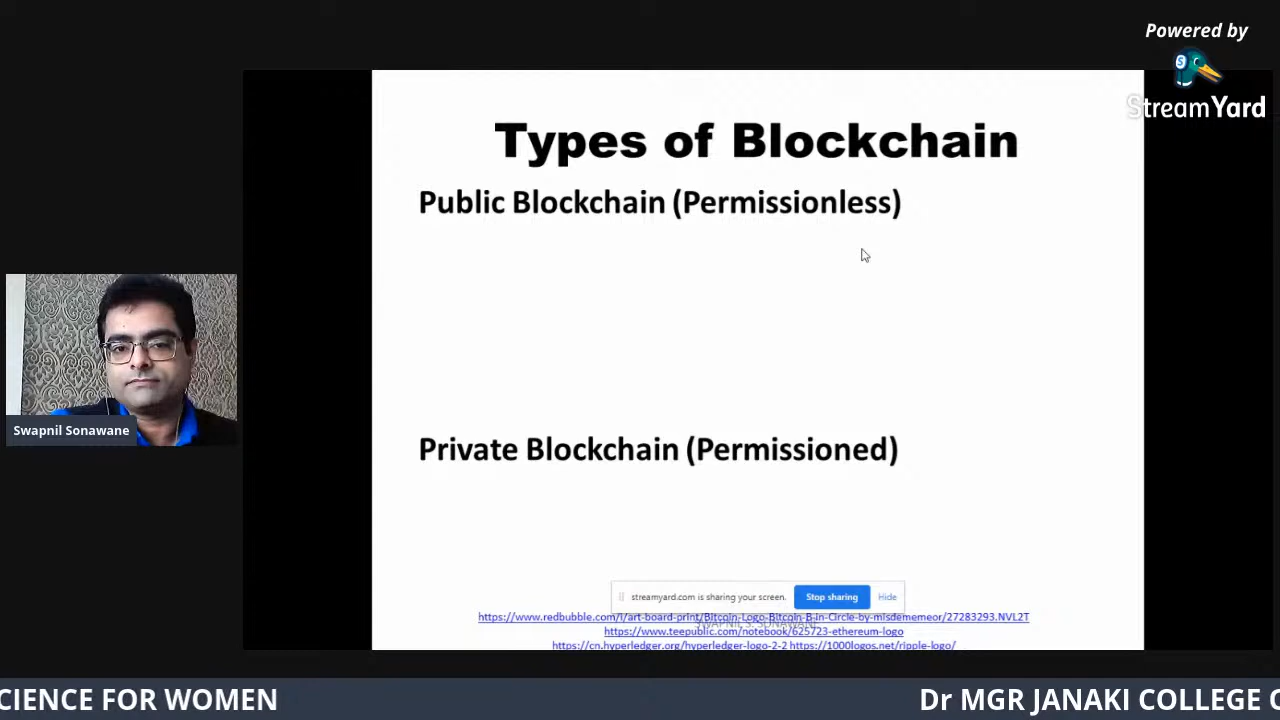 Powered by
StreamYard
Types of Blockchain
Public Blockchain (Permissionless)
Swapnil Sonawane
Private Blockchain (Permissioned)
streamyard.com is sharing your screen. Stop sharing Hide
https://www.redbubble.com/i/art-board-print/Bitcoin-Logo-Bitcoin-B-in-Circle-by-misdememeor/27283293.NVL2T
SWAPNIL S. SONAWANE
https://www.teepublic.com/notebook/625723-ethereum-logo
https://cn.hyperledger.org/hyperledger-logo-2-2 https://1000logos.net/ripple-logo/
CIENCE FOR WOMEN Dr MGR JANAKI COLLEGE